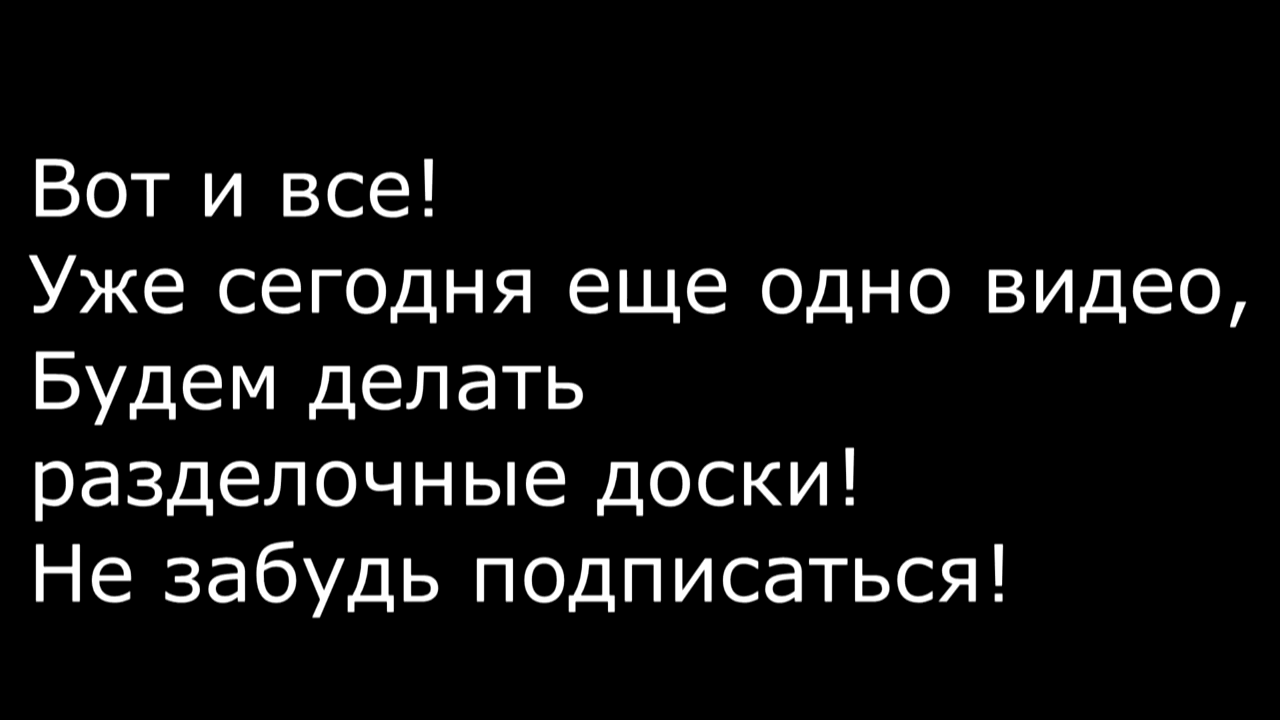 Вот и все!
Уже сегодня еще одно видео,
Будем делать
разделочные доски!
Не забудь подписаться!